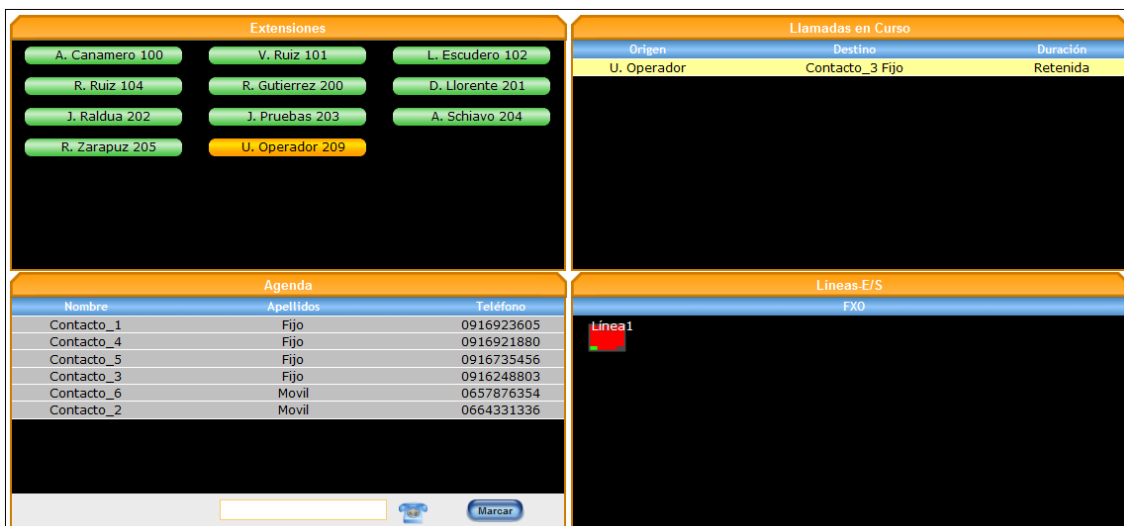 Extensiones
A. Canamero 100 V. Ruiz 101 L. Escudero 102
R. Ruiz 104 R. Gutierrez 200 D. Llorente 201
J. Raldua 202 J. Pruebas 203 A. Schiavo 204
R. Zarapuz 205 U. Operador 209
Llamadas en Curso
Origen Destino Duración
U. Operador Contacto_3 Fijo Retenida
Agenda
Nombre Apellidos Teléfono
Contacto_1 Fijo 0916923605
Contacto_4 Fijo 0916921880
Contacto_5 Fijo 0916735456
Contacto_3 Fijo 0916248803
Contacto_6 Movil 0657876354
Contacto_2 Movil 0664331336
Marcar
Líneas-E/S
FXO
Línea1